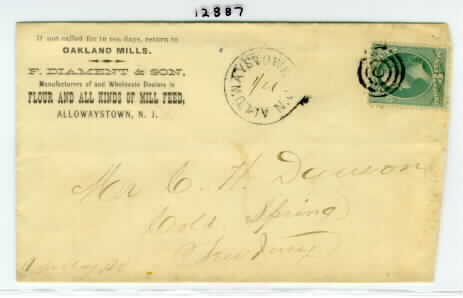 12887
If not called for in ten days, return to
OAKLAND MILLS.
F. DIAMENT & SON,
Manufacturers of and Wholesale Dealers in
FLOUR AND ALL KINDS OF MILL FEED,
ALLOWAYSTOWN, N. J.
ALLOWAYSTOWN N.J.
Mr C. H. Dawson
Cold Spring
New Jersey